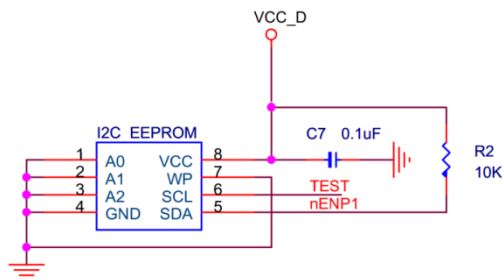 VCC_D
I2C EEPROM
C7 0.1uF
R2
10K
1 A0 VCC 8
2 A1 WP 7
3 A2 SCL 6 TEST
4 GND SDA 5 nENP1